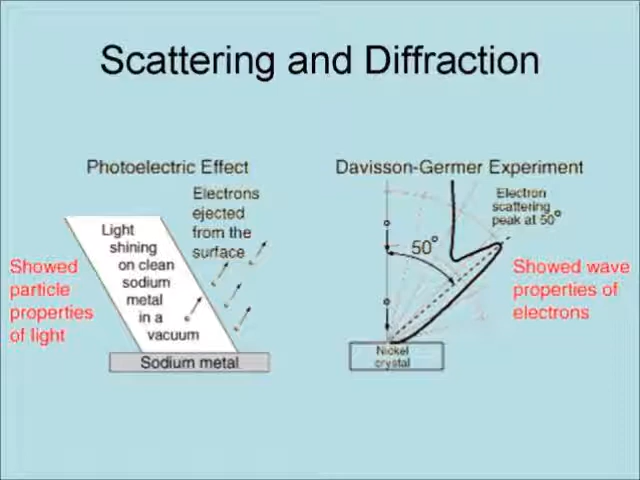 Scattering and Diffraction
Photoelectric Effect
Electrons
ejected
from the
surface
Light
shining
on clean
sodium
metal
in a
vacuum
Sodium metal
Showed
particle
properties
of light
Davisson-Germer Experiment
Electron
scattering
peak at 50°
50°
Nickel
crystal
Showed wave
properties of
electrons